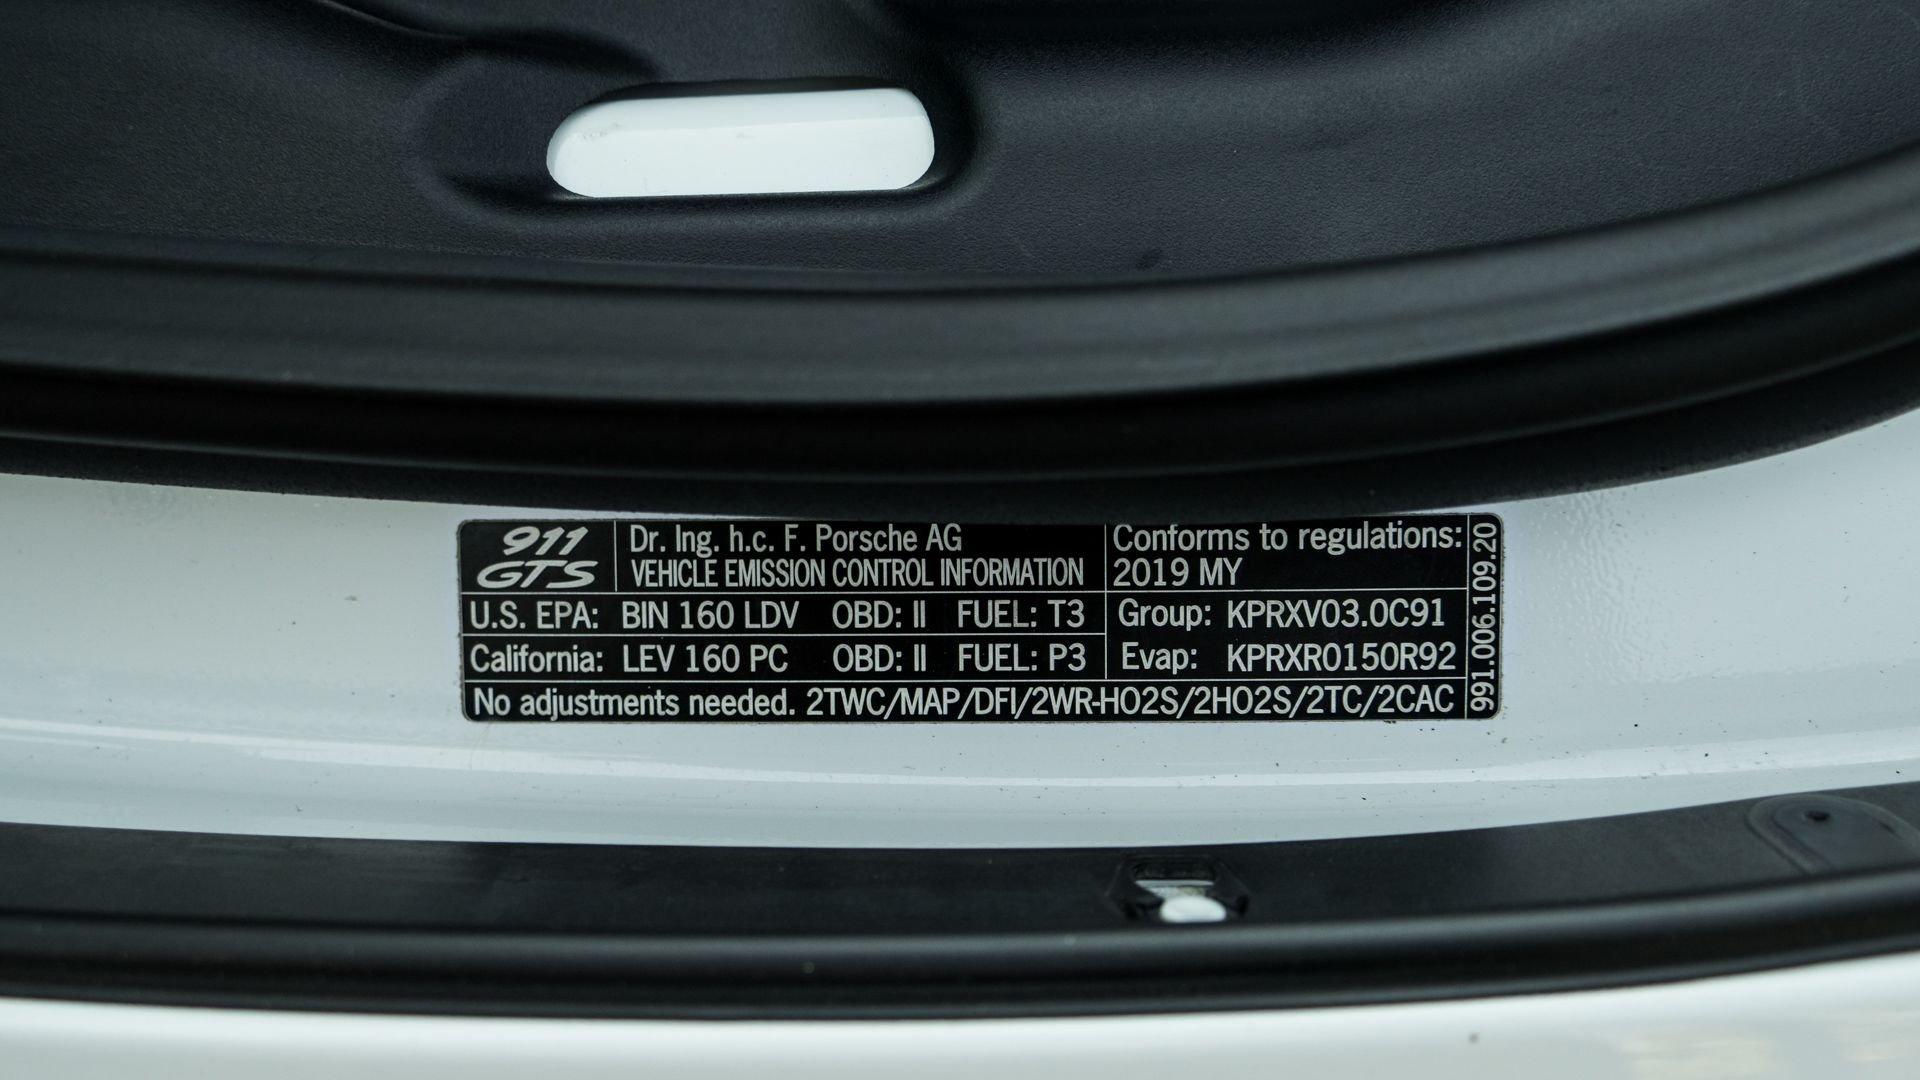 911
GTS
Dr. Ing. h.c. F. Porsche AG
VEHICLE EMISSION CONTROL INFORMATION
Conforms to regulations:
2019 MY
U.S. EPA: BIN 160 LDV OBD: II FUEL: T3
Group: KPRXV03.0C91
California: LEV 160 PC OBD: II FUEL: P3
Evap: KPRXR0150R92
No adjustments needed. 2TWC/MAP/DFI/2WR-HO2S/2HO2S/2TC/2CAC
991.006.109.20